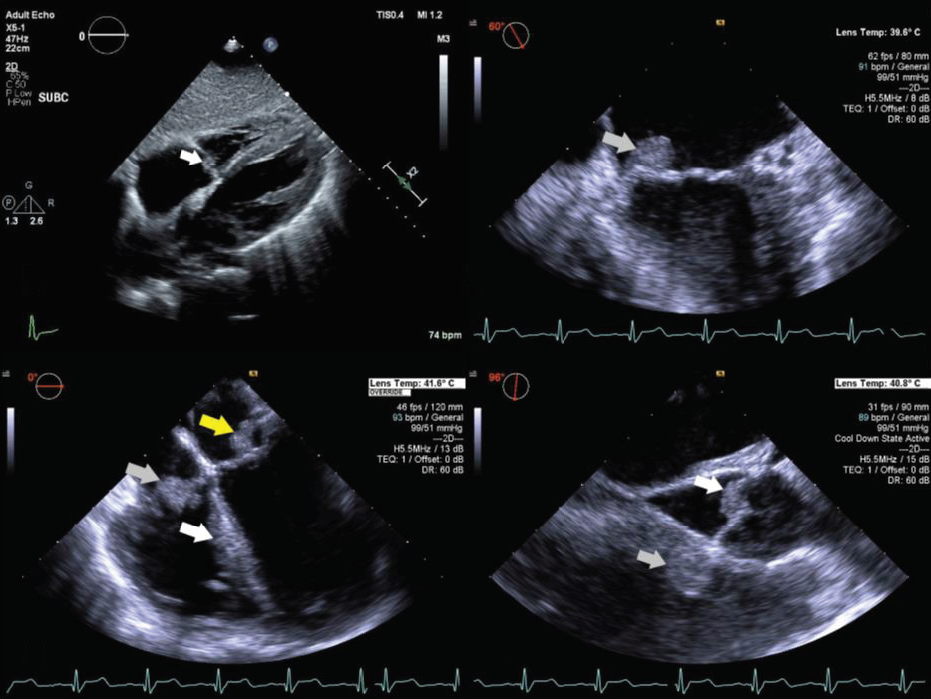 Adult Echo
X5-1
47Hz
22cm
2D
65%
C 50
P Low
HPen
SUBC
0
TIS0.4 MI 1.2
M3
X2
G
P R
1.3 2.6
74 bpm
60°
Lens Temp: 39.6° C
62 fps / 80 mm
91 bpm / General
99/51 mmHg
---2D---
H5.5MHz / 8 dB
TEQ: 1 / Offset: 0 dB
DR: 60 dB
0°
Lens Temp: 41.6° C
OVERRIDE
46 fps / 120 mm
93 bpm / General
99/51 mmHg
---2D---
H5.5MHz / 13 dB
TEQ: 1 / Offset: 0 dB
DR: 60 dB
96°
Lens Temp: 40.8° C
31 fps / 90 mm
89 bpm / General
99/51 mmHg
Cool Down State Active
---2D---
H5.5MHz / 15 dB
TEQ: 1 / Offset: 0 dB
DR: 60 dB